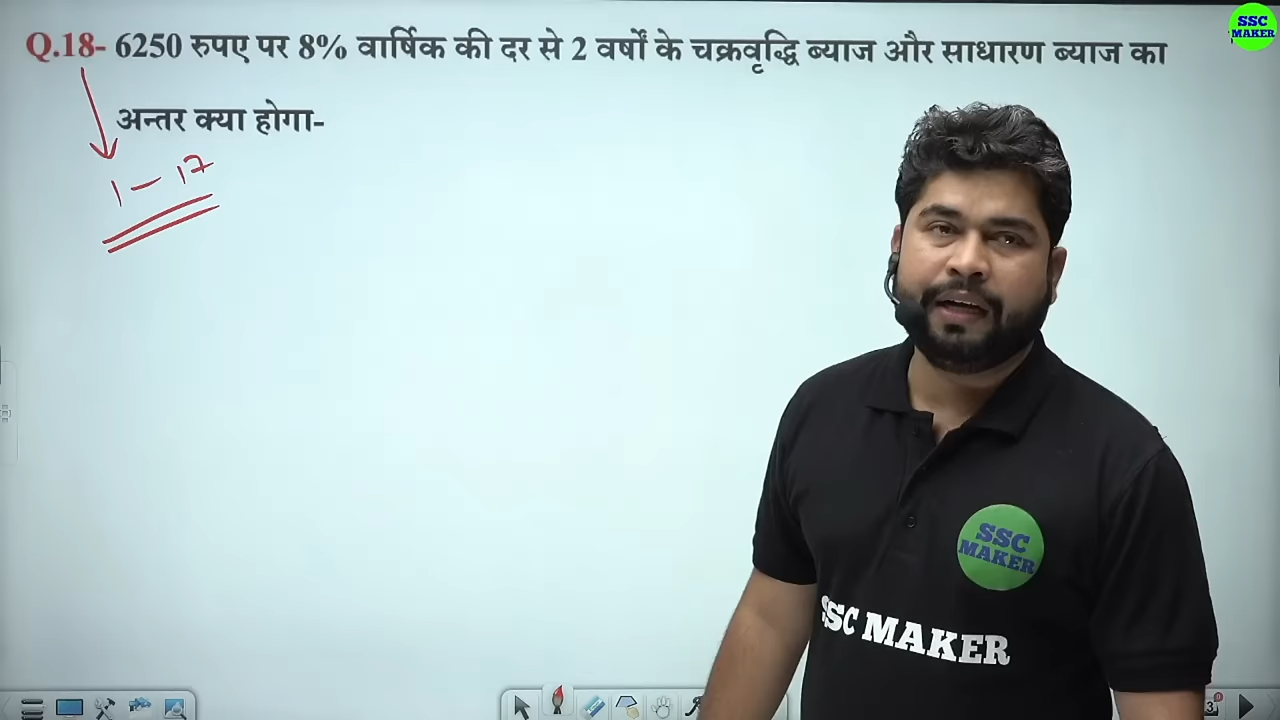 Q.18- 6250 रुपए पर 8% वार्षिक की दर से 2 वर्षों के चक्रवृद्धि ब्याज और साधारण ब्याज का
अन्तर क्या होगा-
1 - 17
SSC
MAKER
SSC
MAKER
SSC MAKER